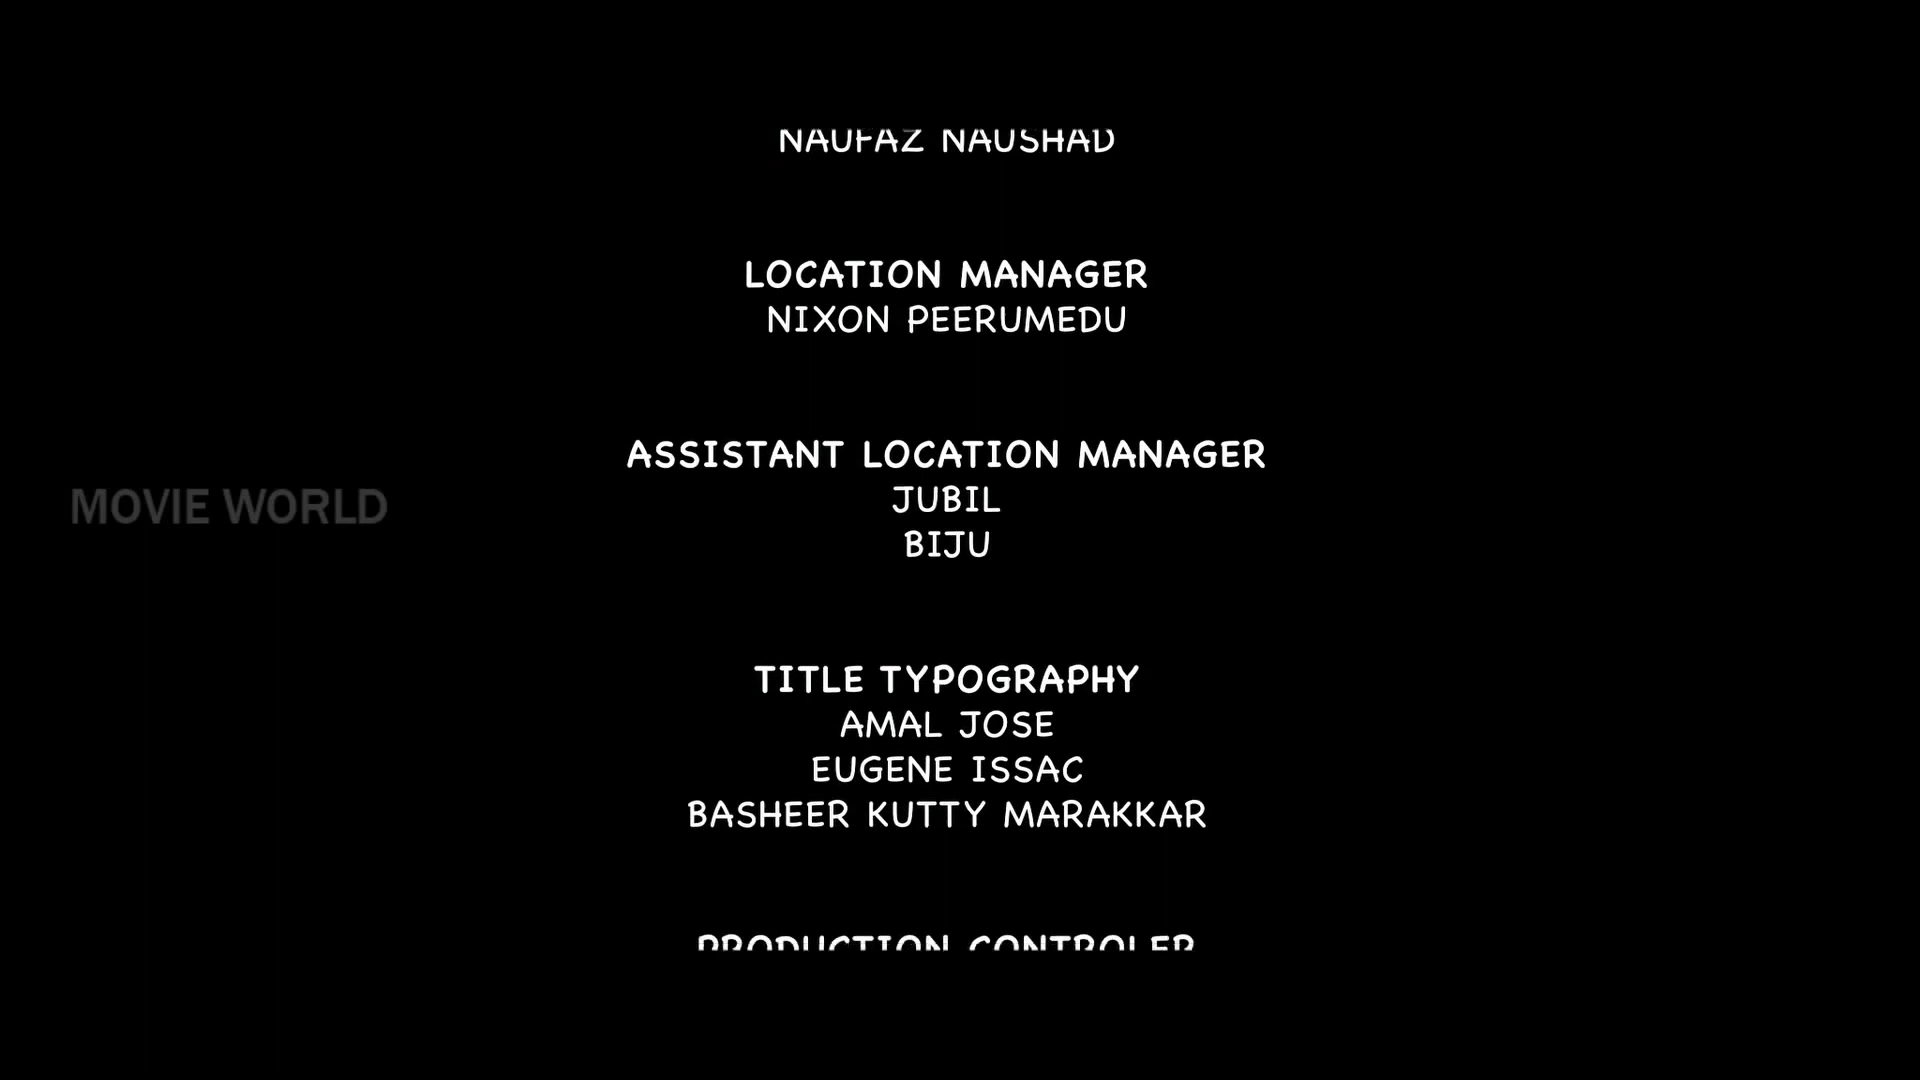 NAUFAZ NAUSHAD
LOCATION MANAGER
NIXON PEERUMEDU
ASSISTANT LOCATION MANAGER
JUBIL
BIJU
MOVIE WORLD
TITLE TYPOGRAPHY
AMAL JOSE
EUGENE ISSAC
BASHEER KUTTY MARAKKAR
PRODUCTION CONTROLER